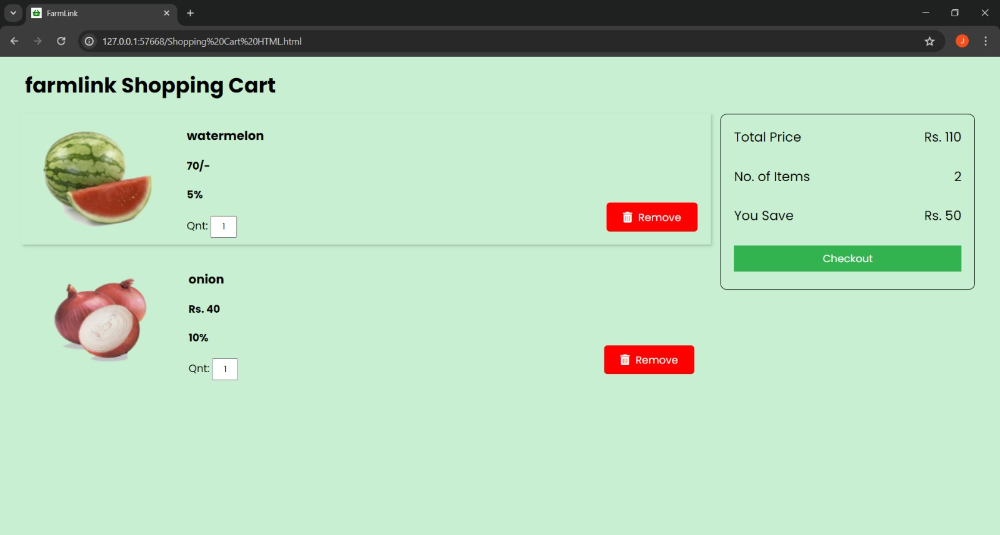 FarmLink
127.0.0.1:57668/Shopping%20Cart%20HTML.html
J
farmlink Shopping Cart
watermelon
70/-
5%
Qnt: 1
Remove
onion
Rs. 40
10%
Qnt: 1
Remove
Total Price Rs. 110
No. of Items 2
You Save Rs. 50
Checkout